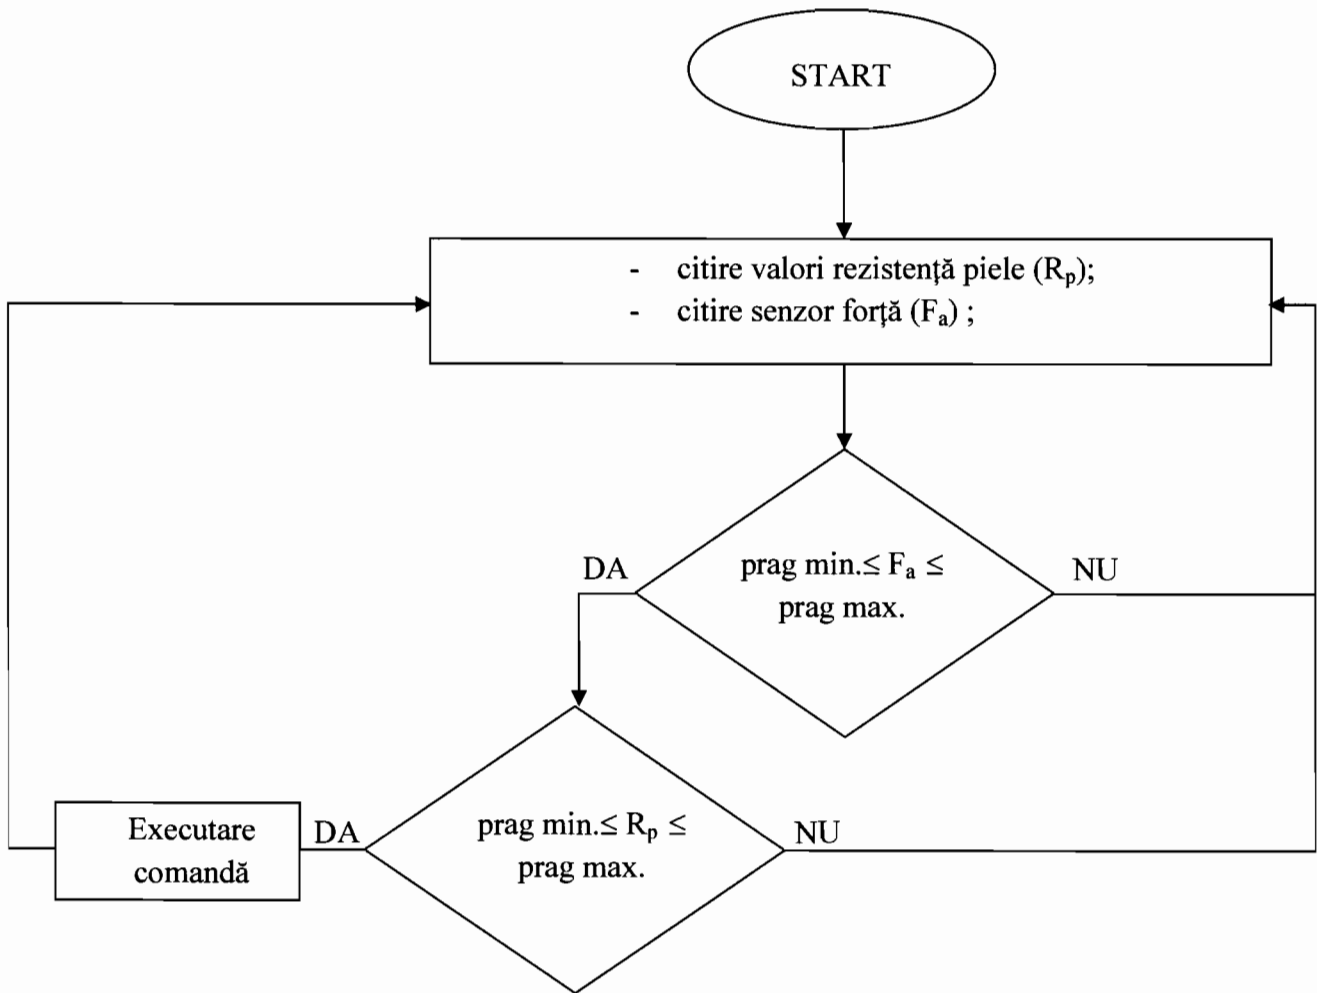 START
- citire valori rezistență piele (Rp);
- citire senzor forță (Fa) ;
DA
prag min.≤ Fa ≤
prag max.
NU
Executare
comandă
DA
prag min.≤ Rp ≤
prag max.
NU